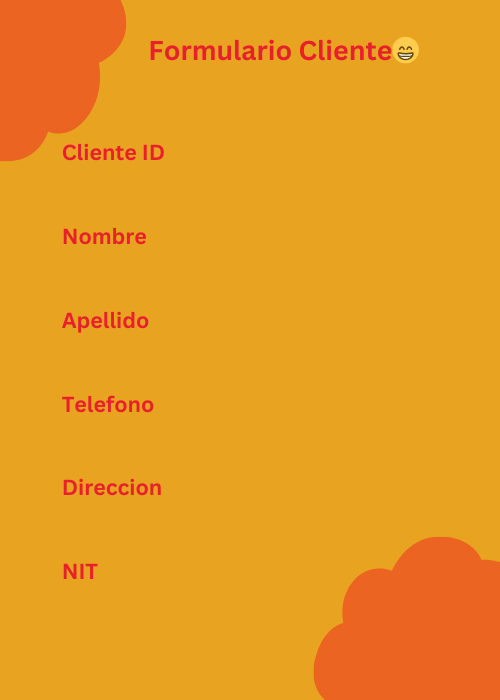 Formulario Cliente😁
Cliente ID
Nombre
Apellido
Telefono
Direccion
NIT